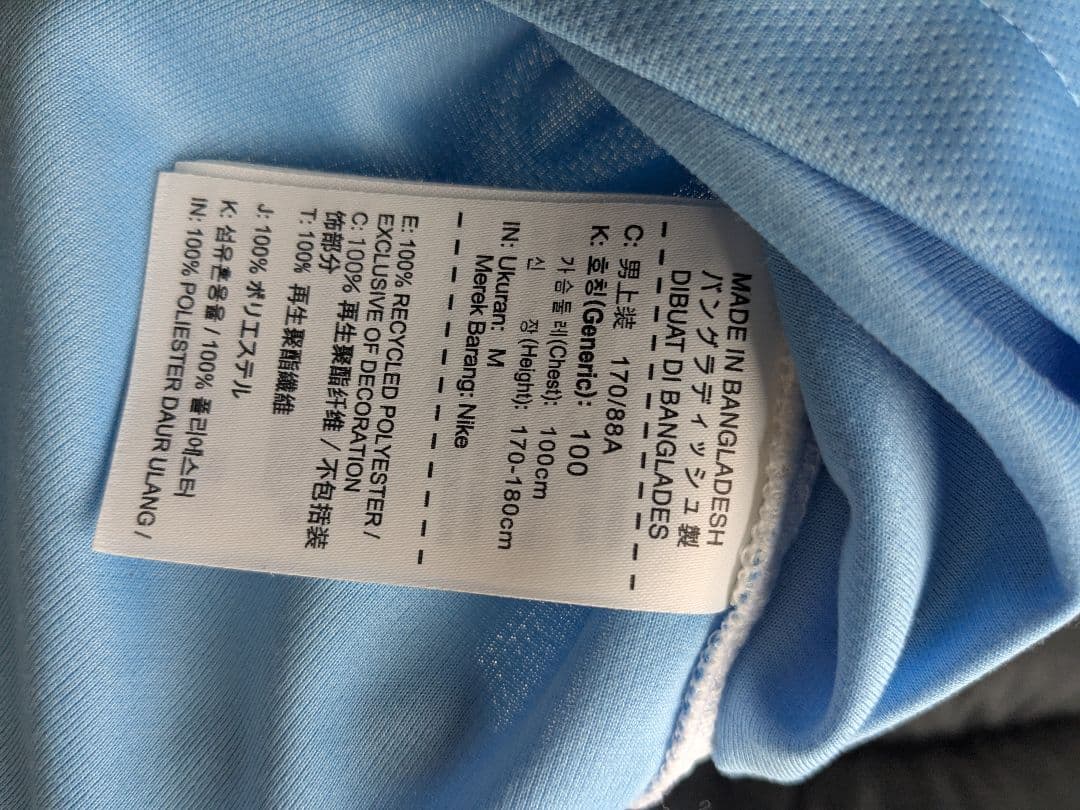 MADE IN BANGLADESH
バングラディッシュ製
DIBUAT DI BANGLADES
C: 男上装 170/88A
K: 호칭(Generic): 100
가슴둘레(Chest): 100cm
신 장(Height): 170-180cm
IN: Ukuran: M
Merek Barang: Nike
E: 100% RECYCLED POLYESTER /
EXCLUSIVE OF DECORATION
C: 100% 再生聚酯纤维 / 不包括装
饰部分
T: 100% 再生聚酯纖維
J: 100% ポリエステル
K: 섬유혼용율 / 100% 폴리에스터
IN: 100% POLIESTER DAUR ULANG /